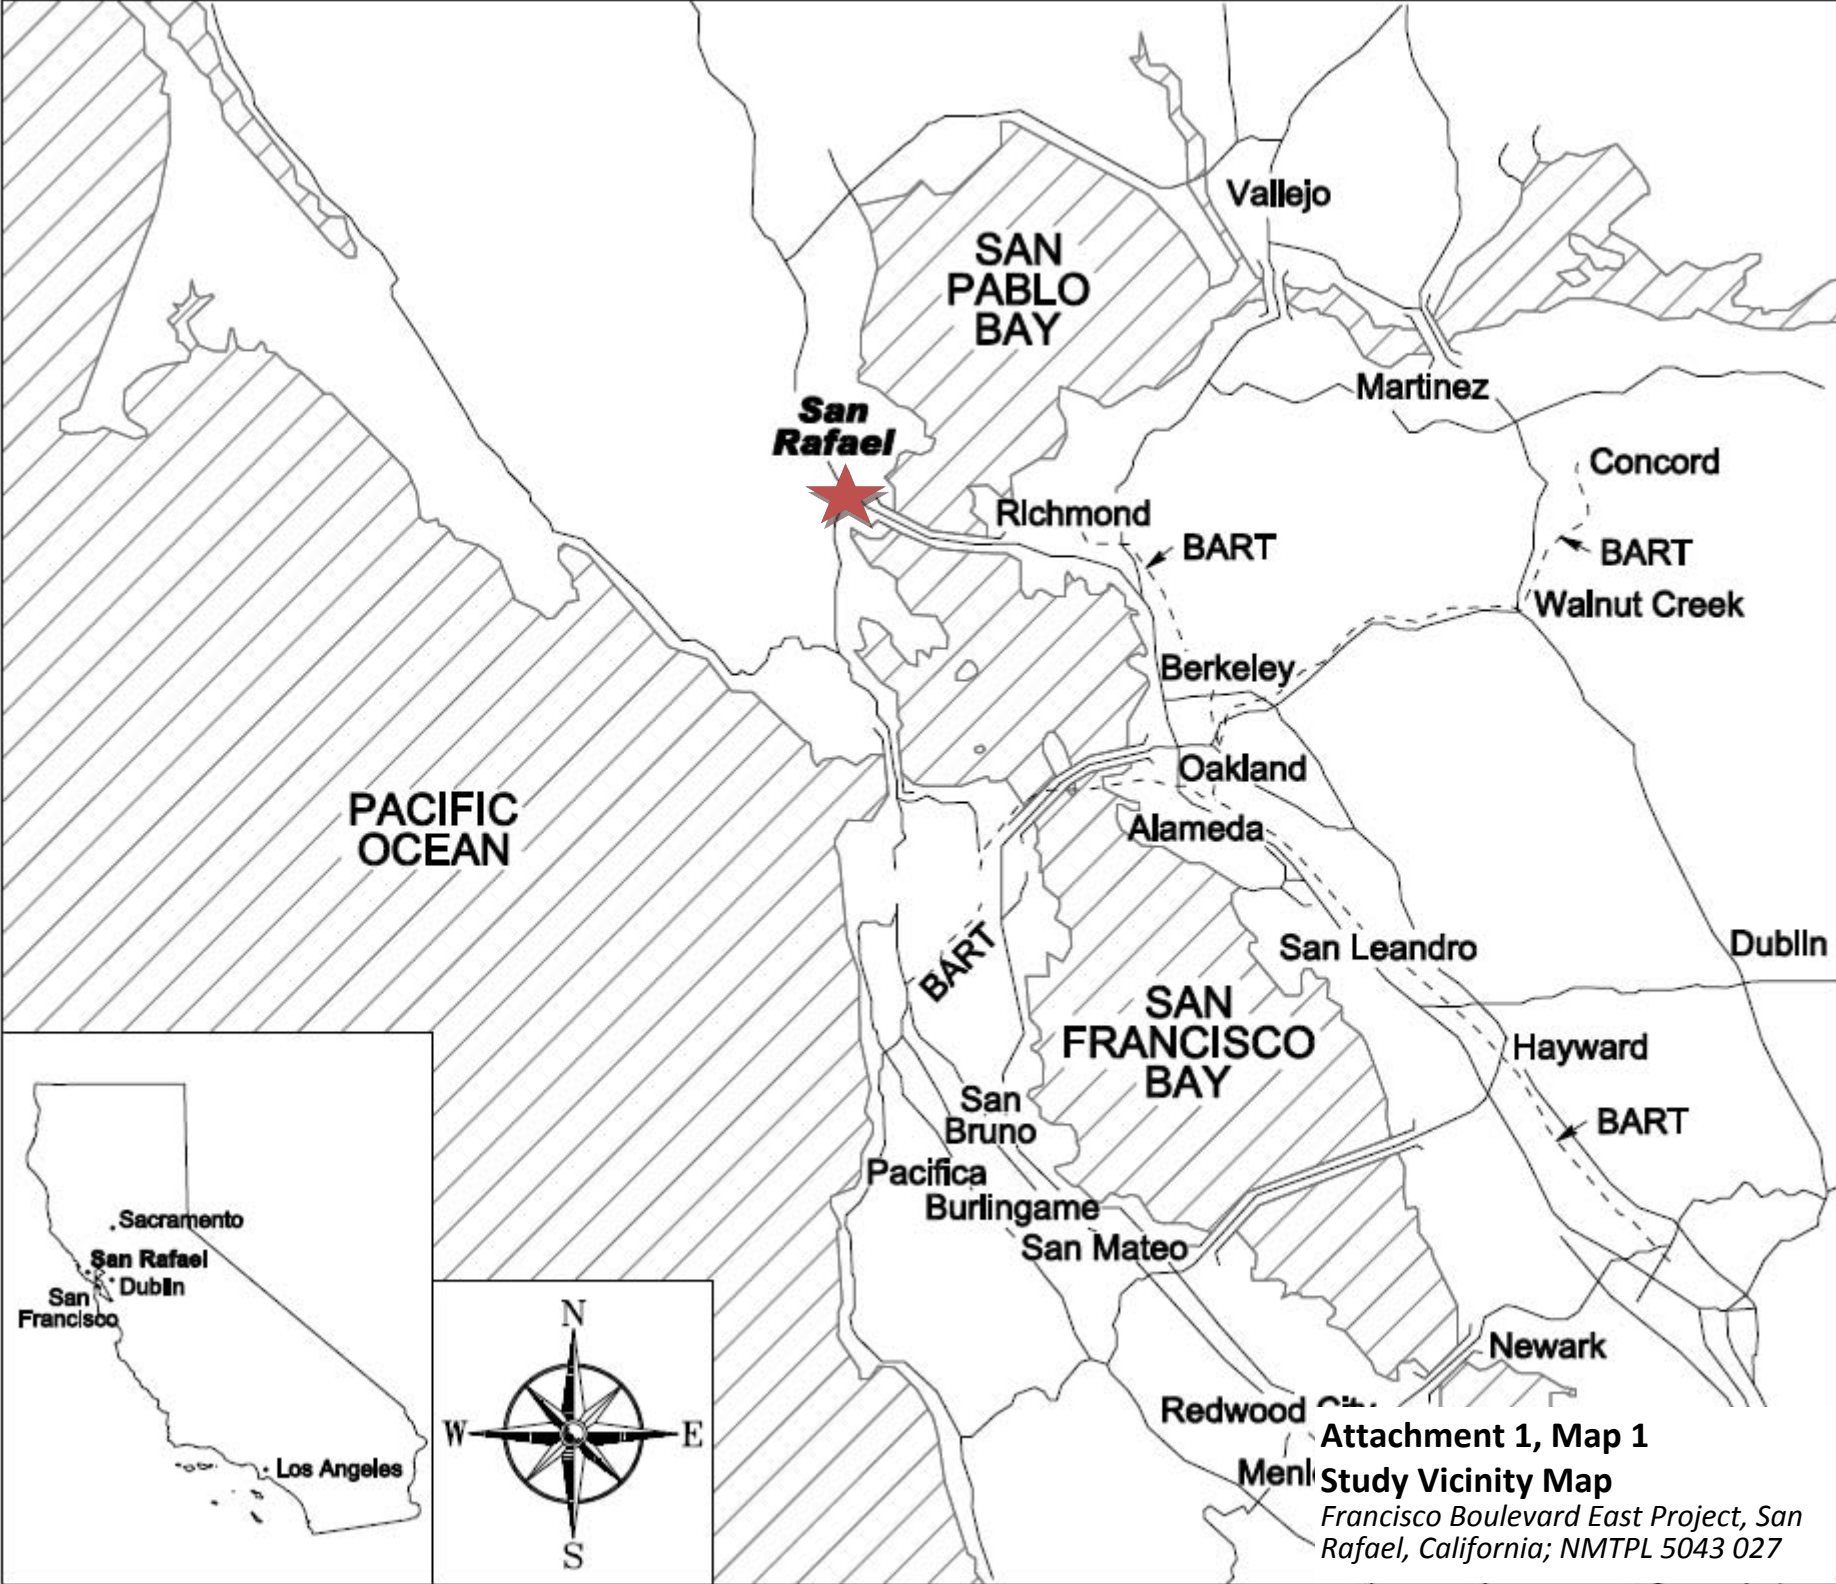 Vallejo
SAN
PABLO
BAY
Martinez
San
Rafael
Concord
Richmond
BART
BART
Walnut Creek
Berkeley
Oakland
PACIFIC
OCEAN
Alameda
BART
San Leandro
Dublin
SAN
FRANCISCO
BAY
Hayward
San
Bruno
BART
Pacifica
Burlingame
San Mateo
Newark
Redwood City
Sacramento
San Rafael
Dublin
San
Francisco
Los Angeles
N
W
E
S
Attachment 1, Map 1
Study Vicinity Map
Francisco Boulevard East Project, San
Rafael, California; NMTPL 5043 027